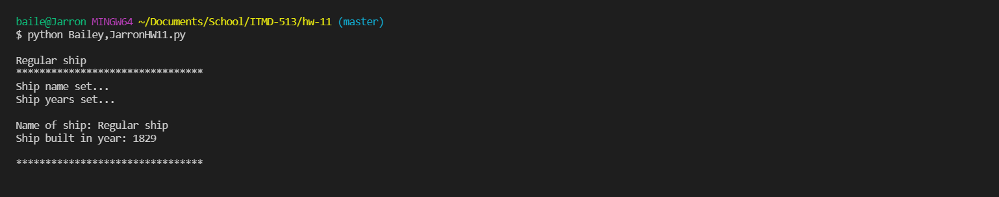 baile@Jarron MINGW64 ~/Documents/School/ITMD-513/hw-11 (master)
$ python Bailey,JarronHW11.py
Regular ship
********************************
Ship name set...
Ship years set...
Name of ship: Regular ship
Ship built in year: 1829
********************************